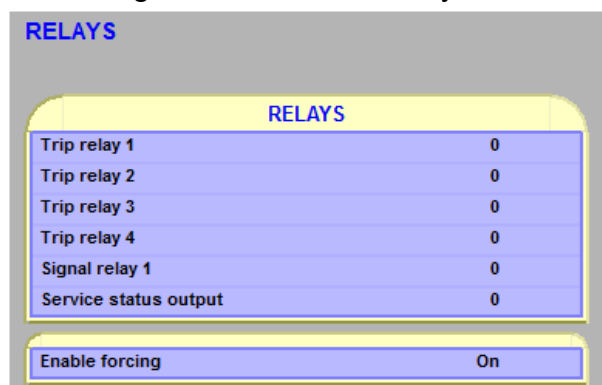 RELAYS
RELAYS
Trip relay 1 0
Trip relay 2 0
Trip relay 3 0
Trip relay 4 0
Signal relay 1 0
Service status output 0
Enable forcing On